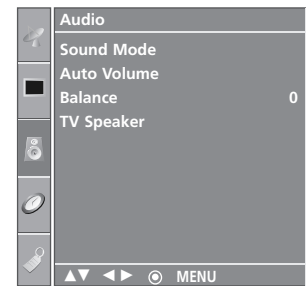 Audio
Sound Mode
Auto Volume
Balance 0
TV Speaker
▲▼ ◄► ◉ MENU